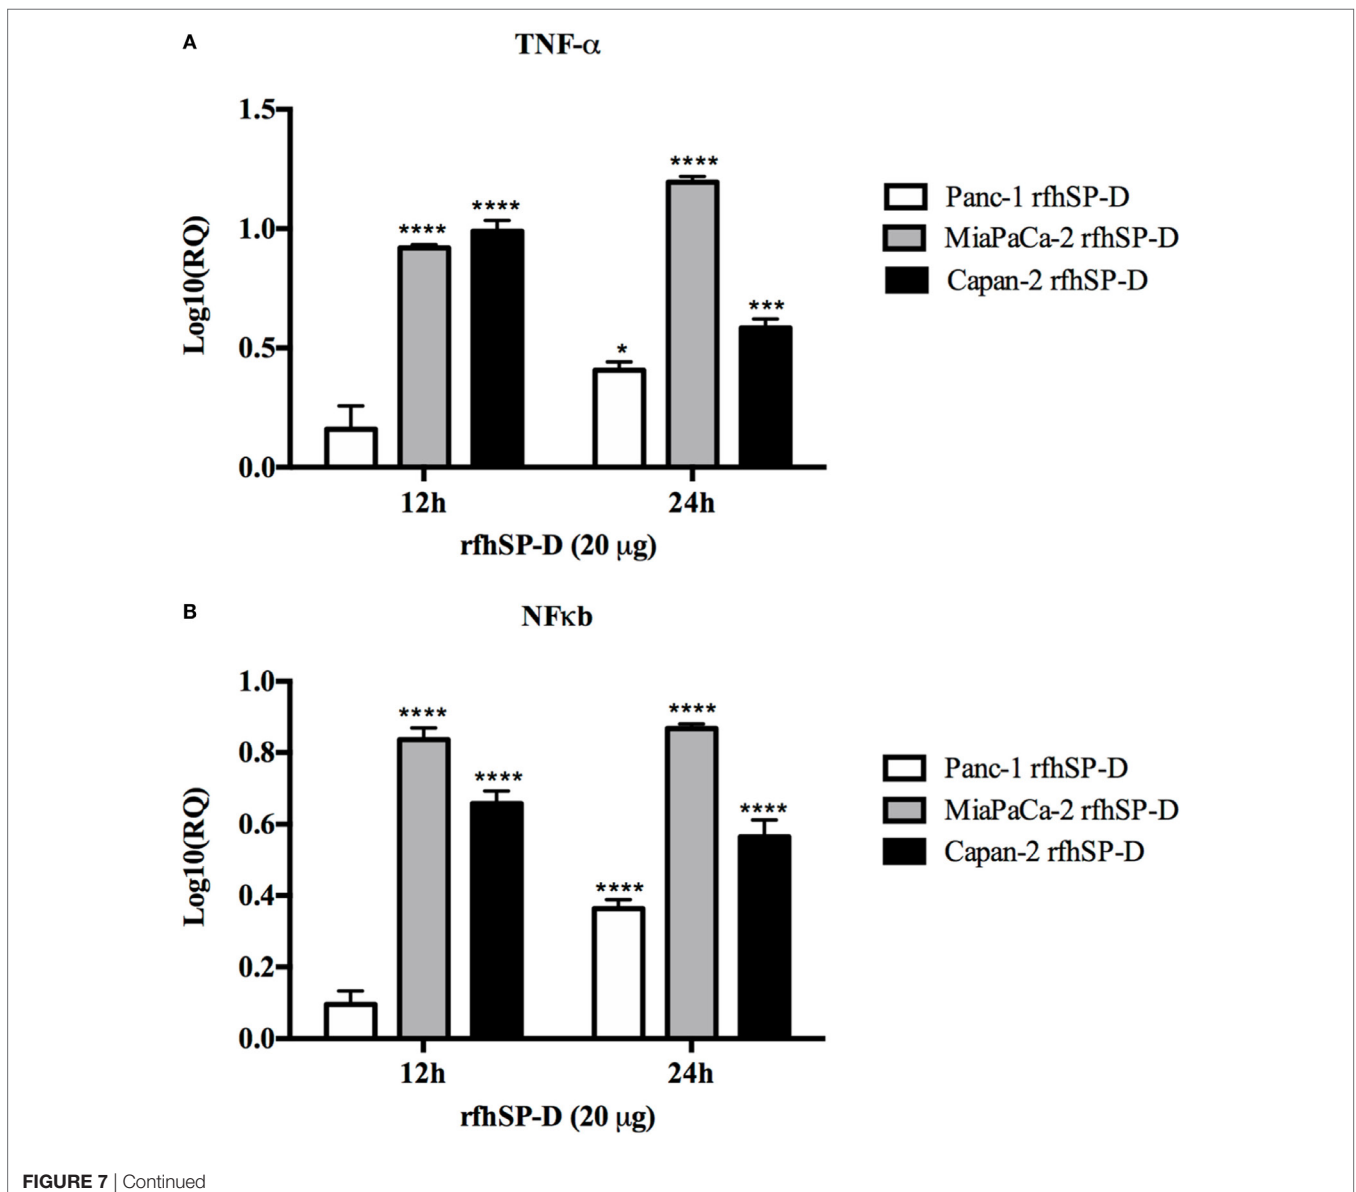 A
TNF-α
1.5
1.0
0.5
0.0
Log10(RQ)
****
****
*
****
***
12h
24h
rfhSP-D (20 μg)
Panc-1 rfhSP-D
MiaPaCa-2 rfhSP-D
Capan-2 rfhSP-D
B
NFκb
1.0
0.8
0.6
0.4
0.2
0.0
Log10(RQ)
****
****
****
****
****
12h
24h
rfhSP-D (20 μg)
Panc-1 rfhSP-D
MiaPaCa-2 rfhSP-D
Capan-2 rfhSP-D
FIGURE 7 | Continued